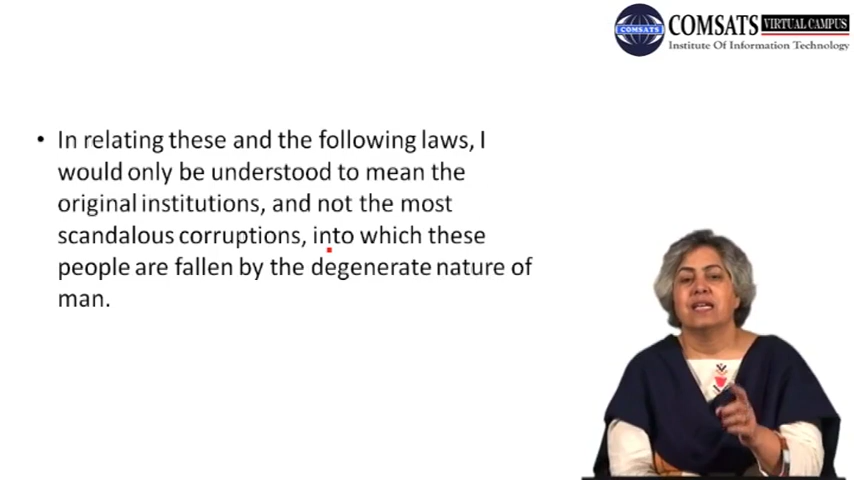 COMSATS VIRTUAL CAMPUS
COMSATS
Institute Of Information Technology
• In relating these and the following laws, I
would only be understood to mean the
original institutions, and not the most
scandalous corruptions, into which these
people are fallen by the degenerate nature of
man.